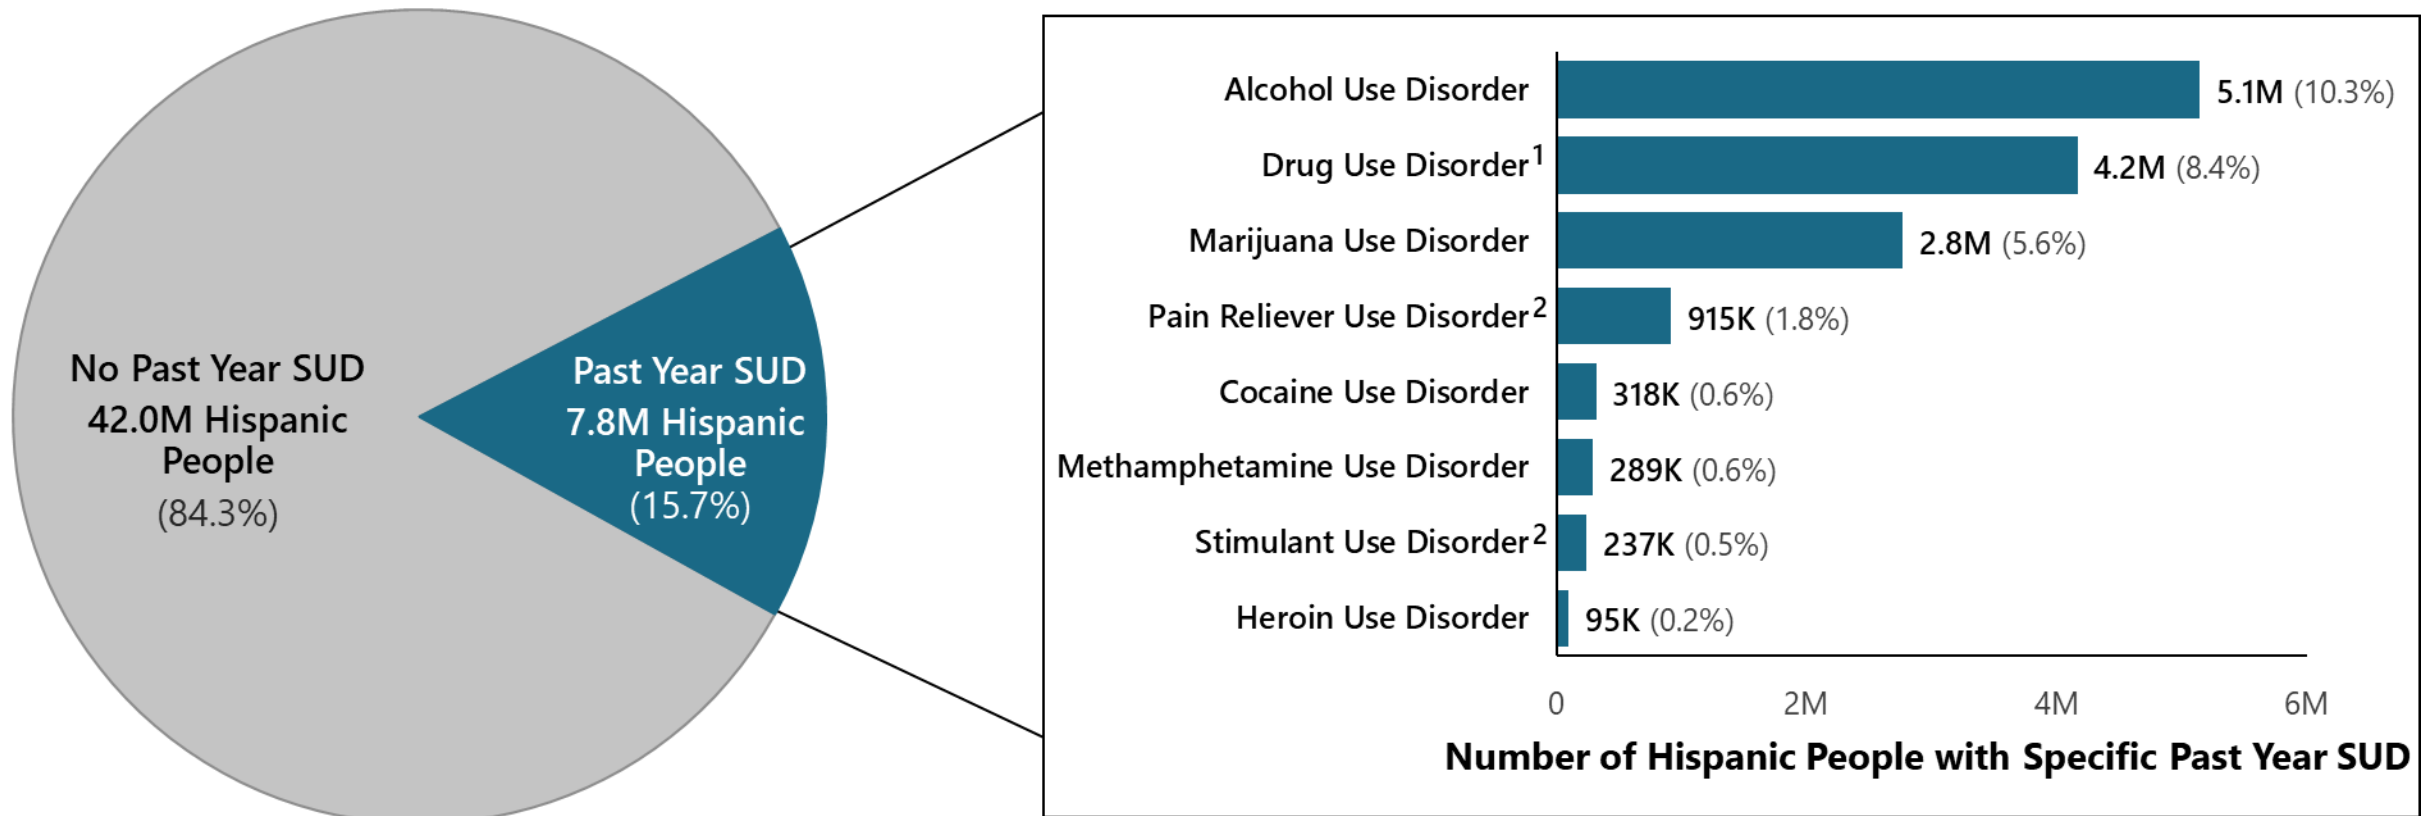 No Past Year SUD
42.0M Hispanic
People
(84.3%)
Past Year SUD
7.8M Hispanic
People
(15.7%)
Alcohol Use Disorder
5.1M (10.3%)
Drug Use Disorder1
4.2M (8.4%)
Marijuana Use Disorder
2.8M (5.6%)
Pain Reliever Use Disorder2
915K (1.8%)
Cocaine Use Disorder
318K (0.6%)
Methamphetamine Use Disorder
289K (0.6%)
Stimulant Use Disorder2
237K (0.5%)
Heroin Use Disorder
95K (0.2%)
0 2M 4M 6M
Number of Hispanic People with Specific Past Year SUD